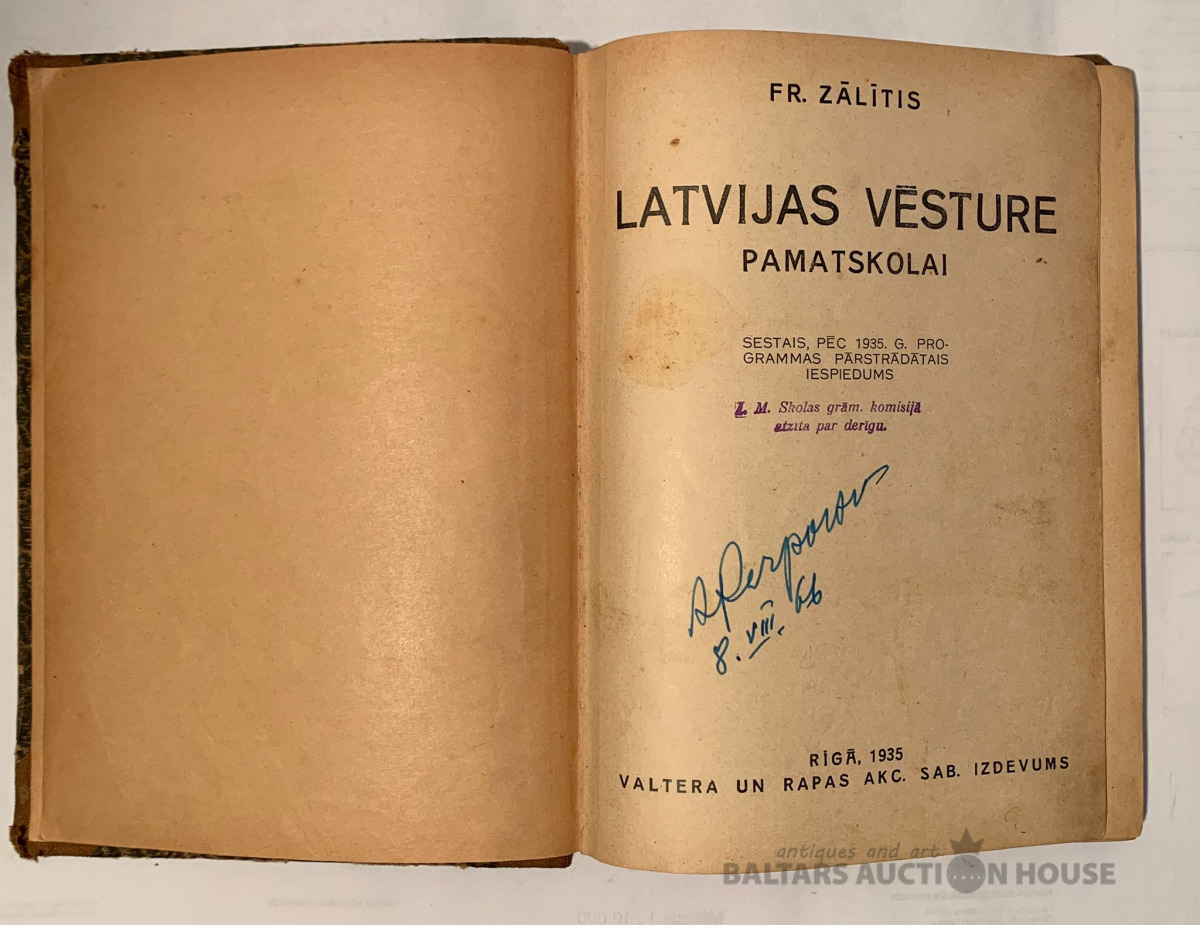 FR. ZĀLĪTIS
LATVIJAS VĒSTURE
PAMATSKOLAI
SESTAIS, PĒC 1935. G. PRO-
GRAMMAS PĀRSTRĀDĀTAIS
IESPIEDUMS
I. M. Skolas grām. komisijā
atzīta par derīgu.
8. VIII. 66
RĪGĀ, 1935
VALTERA UN RAPAS AKC. SAB. IZDEVUMS
antiques and art
BALTARS AUCTION HOUSE